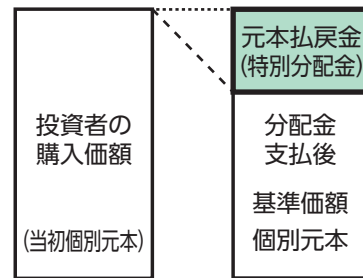 投資者の
購入価額
(当初個別元本)
元本払戻金
(特別分配金)
分配金
支払後
基準価額
個別元本